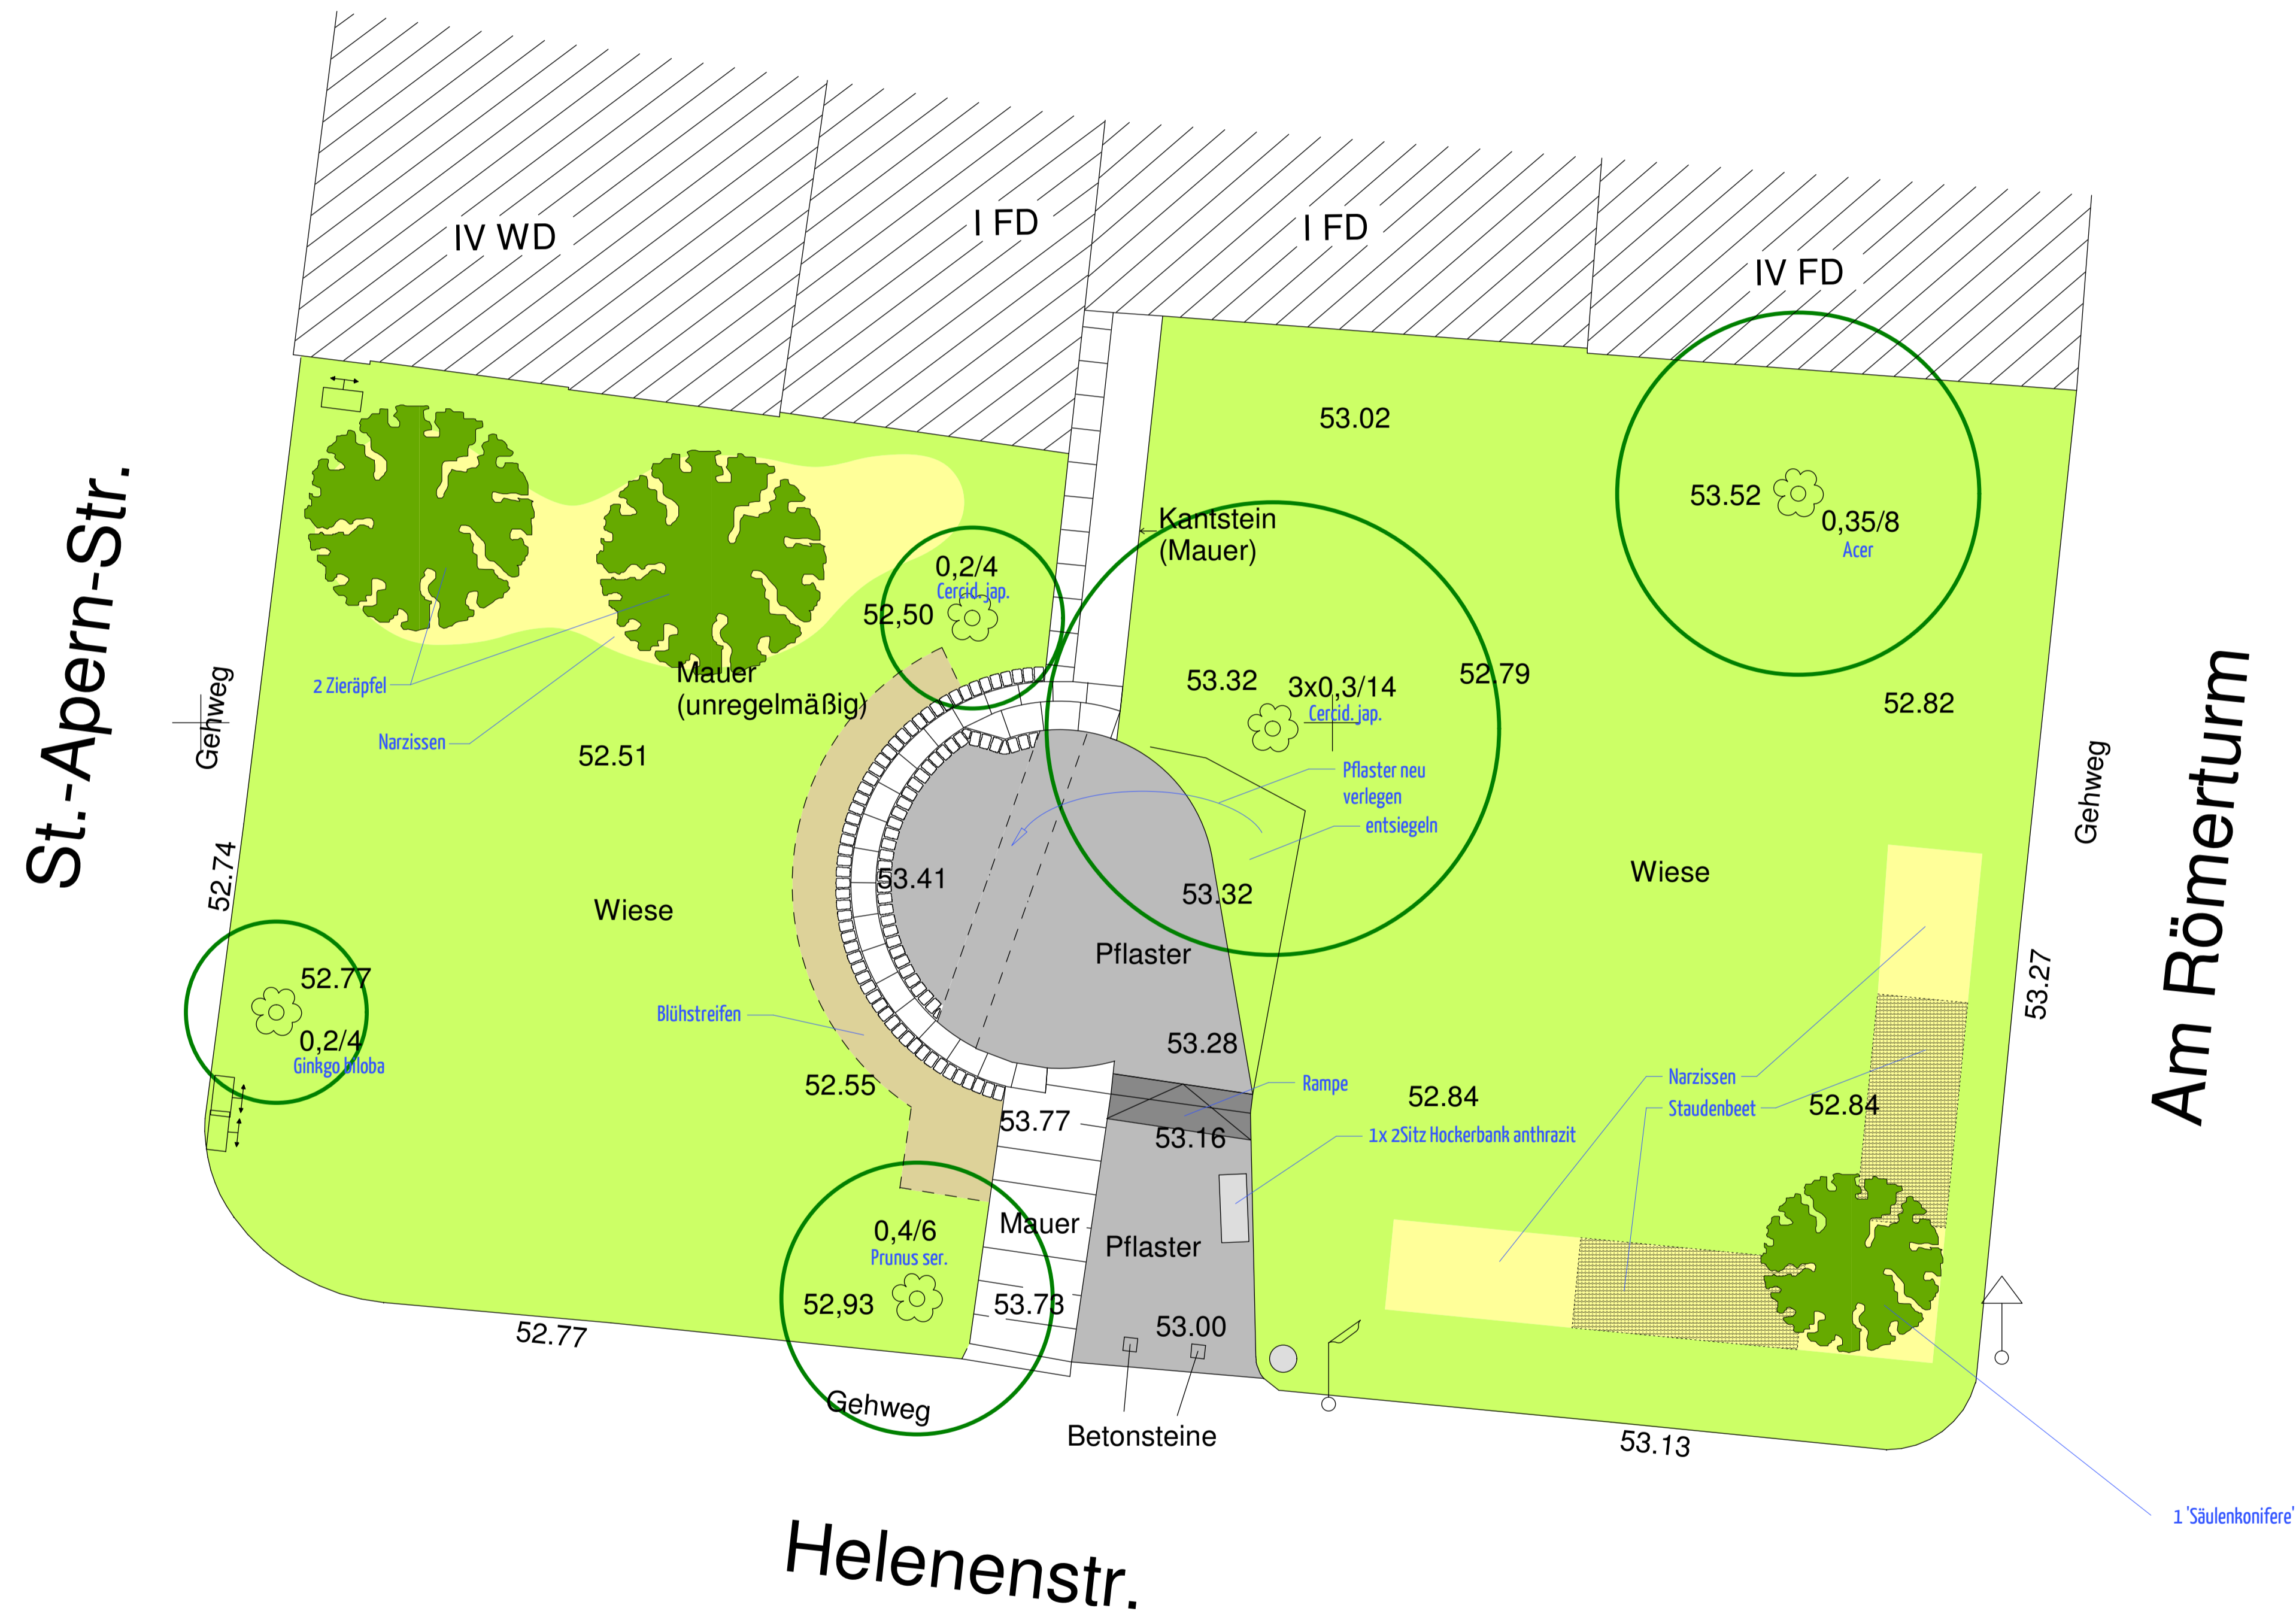 IV WD
I FD
I FD
IV FD
53.02
53.52
0,35/8
Acer
Kantstein
(Mauer)
0,2/4
Cercid. jap.
52,50
St.-Apern-Str.
Gehweg
52.74
2 Zieräpfel
Narzissen
Mauer
(unregelmäßig)
52.51
53.32
3x0,3/14
Cercid. jap.
52.79
52.82
Pflaster neu
verlegen
entsiegeln
Gehweg
Am Römerturm
53.27
Wiese
Wiese
53.41
53.32
Pflaster
52.77
0,2/4
Ginkgo biloba
Blühstreifen
53.28
52.55
53.77
Rampe
53.16
1x 2Sitz Hockerbank anthrazit
52.84
Narzissen
Staudenbeet
52.84
0,4/6
Prunus ser.
52,93
Mauer
Pflaster
53.73
53.00
52.77
Gehweg
Betonsteine
53.13
1 'Säulenkonifere'
Helenenstr.